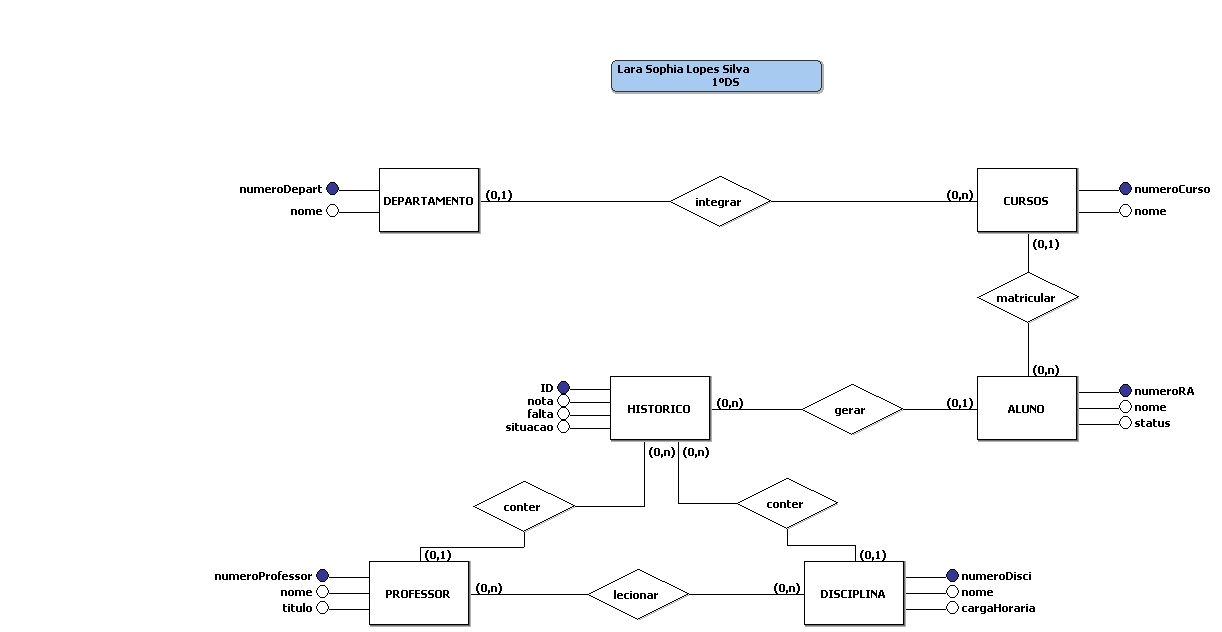 Lara Sophia Lopes Silva
1ºDS
numeroDepart
nome
DEPARTAMENTO
(0,1)
integrar
(0,n)
CURSOS
numeroCurso
nome
(0,1)
matricular
(0,n)
ID
nota
falta
situacao
HISTORICO
(0,n)
gerar
(0,1)
ALUNO
numeroRA
nome
status
(0,n)
(0,n)
conter
conter
(0,1)
(0,1)
numeroProfessor
nome
titulo
PROFESSOR
(0,n)
lecionar
(0,n)
DISCIPLINA
numeroDisci
nome
cargaHoraria